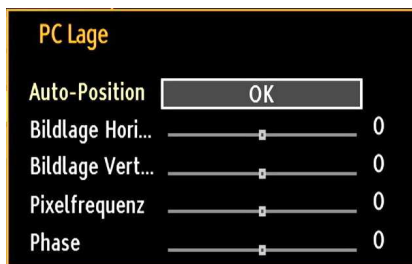 PC Lage
Auto-Position OK
Bildlage Hori... 0
Bildlage Vert... 0
Pixelfrequenz 0
Phase 0